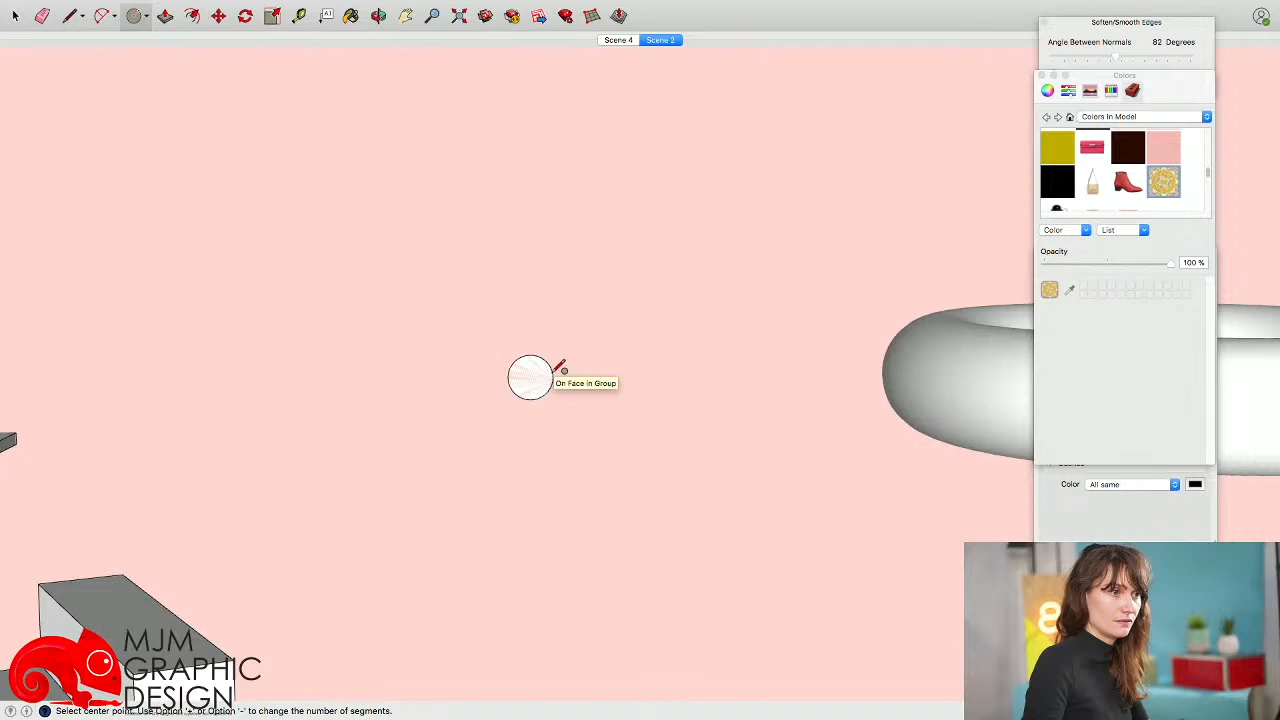 Scene 4
Scene 2
Soften/Smooth Edges
Angle Between Normals 82 Degrees
Colors
Colors In Model
Color
List
Opacity
100 %
On Face in Group
Color All same
MJM
GRAPHIC
DESIGN
8
Select center point. Use Option '+' or Option '-' to change the number of segments.